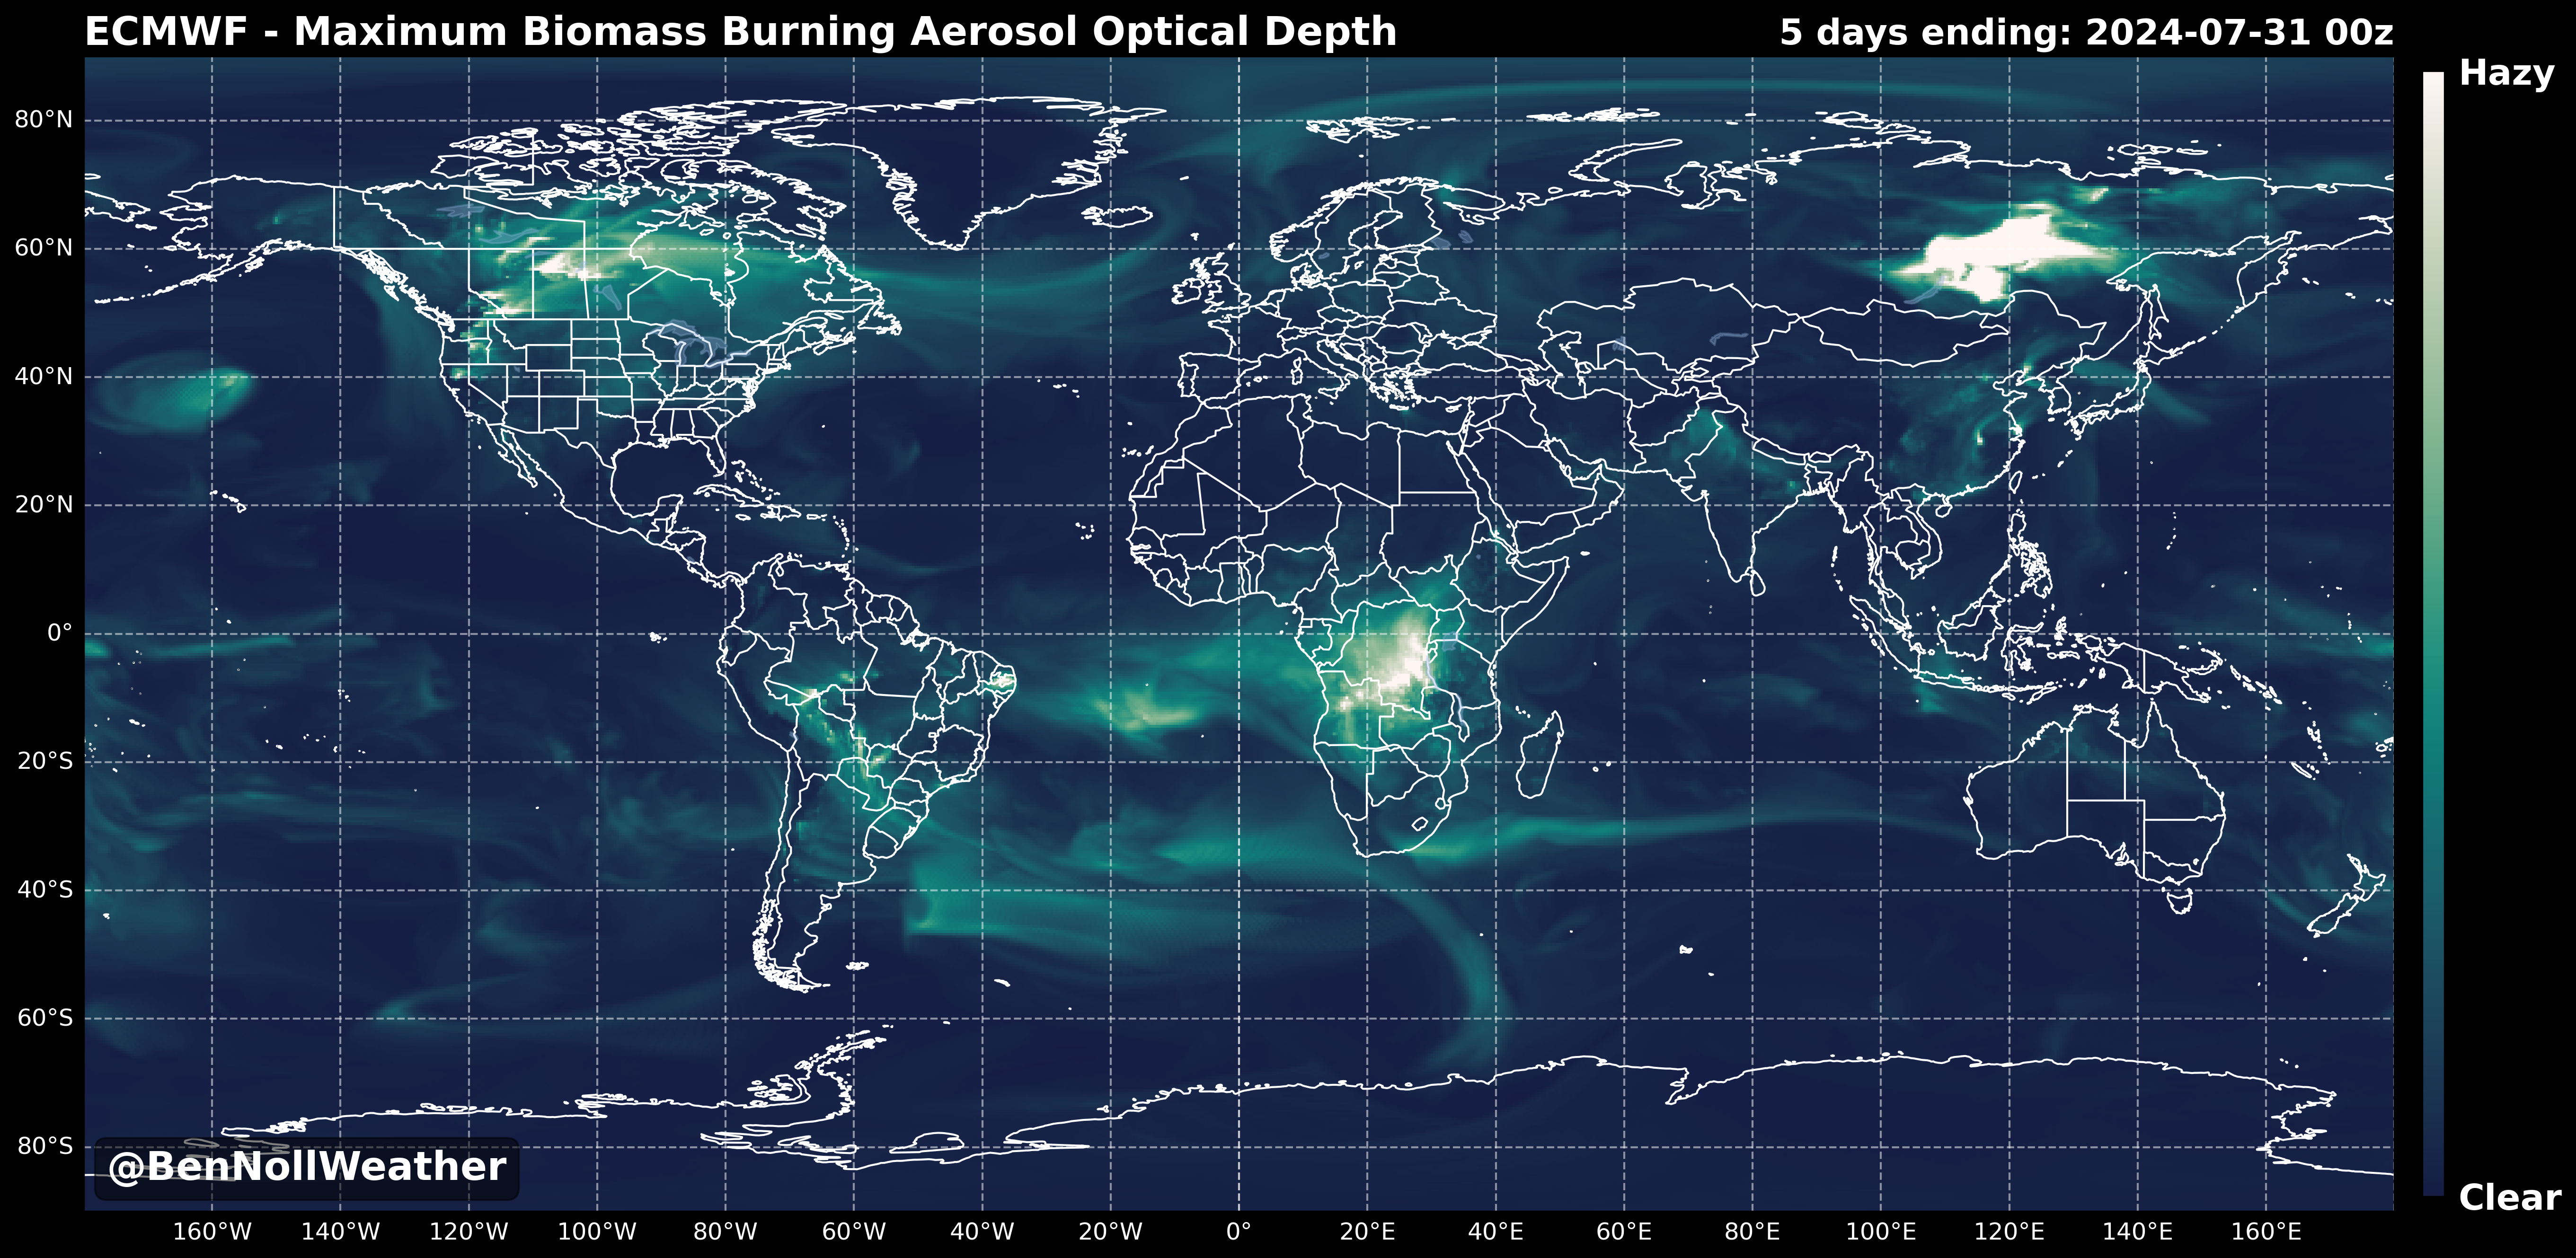 ECMWF - Maximum Biomass Burning Aerosol Optical Depth
5 days ending: 2024-07-31 00z
Hazy
80°N
60°N
40°N
20°N
0°
20°S
40°S
60°S
80°S
@BenNollWeather
Clear
160°W 140°W 120°W 100°W 80°W 60°W 40°W 20°W 0° 20°E 40°E 60°E 80°E 100°E 120°E 140°E 160°E